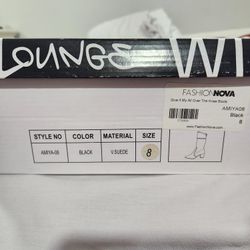 LOUNGE WI
FASHIONNOVA
Give It My All Over The Knee Boots
AMIYA08
Black
8
www.FashionNova.com
STYLE NO COLOR MATERIAL SIZE
AMIYA-08 BLACK V.SUEDE 8